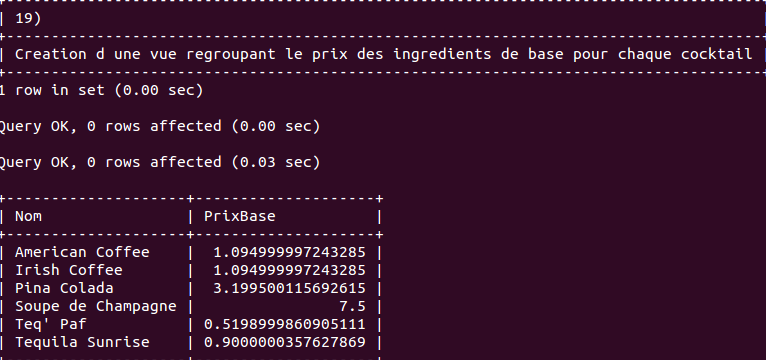 +--------------------------------------------------------------------------------------+
| 19)
+--------------------------------------------------------------------------------------+
| Creation d une vue regroupant le prix des ingredients de base pour chaque cocktail |
+--------------------------------------------------------------------------------------+
1 row in set (0.00 sec)
Query OK, 0 rows affected (0.00 sec)
Query OK, 0 rows affected (0.03 sec)
+--------------------+--------------------+
| Nom | PrixBase |
+--------------------+--------------------+
| American Coffee | 1.094999997243285 |
| Irish Coffee | 1.094999997243285 |
| Pina Colada | 3.199500115692615 |
| Soupe de Champagne | 7.5 |
| Teq' Paf | 0.5198999860905111 |
| Tequila Sunrise | 0.9000000357627869 |
+--------------------+--------------------+